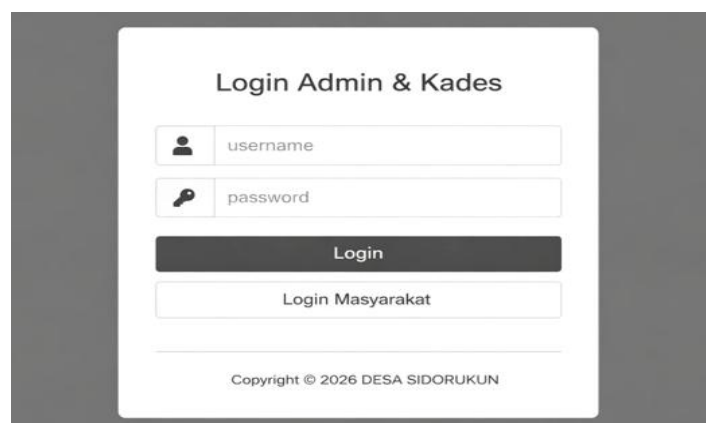 Login Admin & Kades
username
password
Login
Login Masyarakat
Copyright © 2026 DESA SIDORUKUN